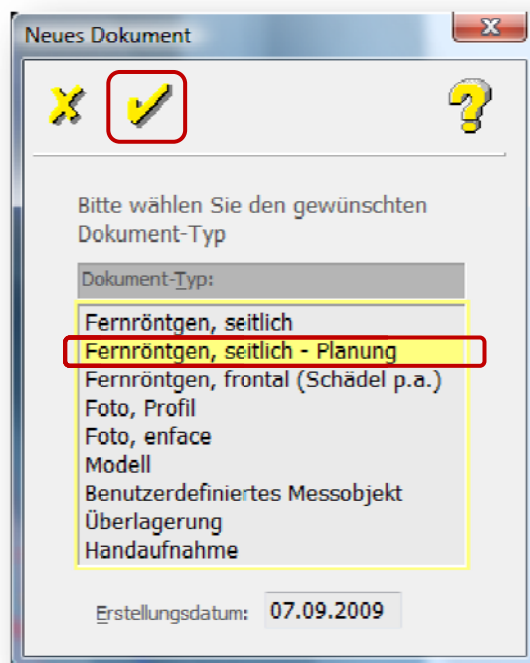 Neues Dokument
Bitte wählen Sie den gewünschten
Dokument-Typ
Dokument-Typ:
Fernröntgen, seitlich
Fernröntgen, seitlich - Planung
Fernröntgen, frontal (Schädel p.a.)
Foto, Profil
Foto, enface
Modell
Benutzerdefiniertes Messobjekt
Überlagerung
Handaufnahme
Erstellungsdatum: 07.09.2009